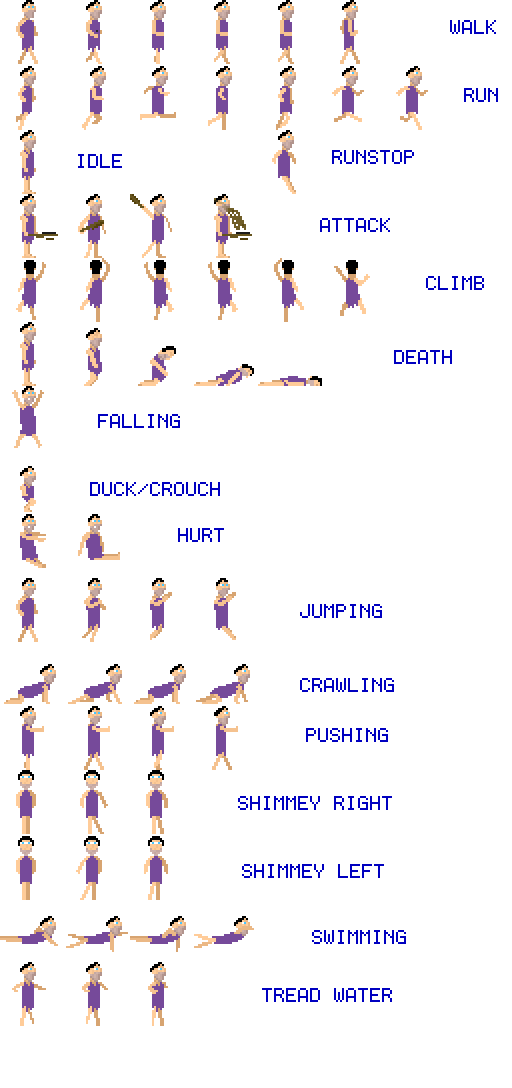 WALK
RUN
IDLE
RUNSTOP
ATTACK
CLIMB
DEATH
FALLING
DUCK/CROUCH
HURT
JUMPING
CRAWLING
PUSHING
SHIMMEY RIGHT
SHIMMEY LEFT
SWIMMING
TREAD WATER